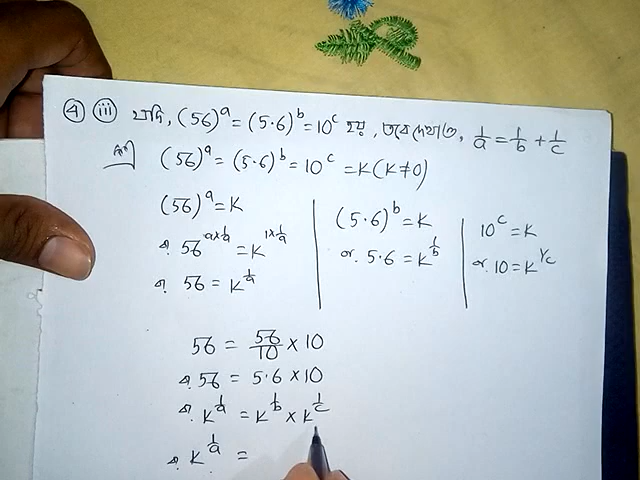 ৭ iii যদি, (56)^a = (5·6)^b = 10^c হয়, তবে দেখাও, 1/a = 1/b + 1/c
(56)^a = (5·6)^b = 10^c = K (K ≠ 0)
(56)^a = K
বা. 56^(a×1/a) = K^(1×1/a)
বা. 56 = K^(1/a)
(5·6)^b = K
or. 5·6 = K^(1/b)
10^c = K
or. 10 = K^(1/c)
56 = 56/10 × 10
বা. 56 = 5·6 × 10
বা. K^(1/a) = K^(1/b) × K^(1/c)
বা. K^(1/a) =